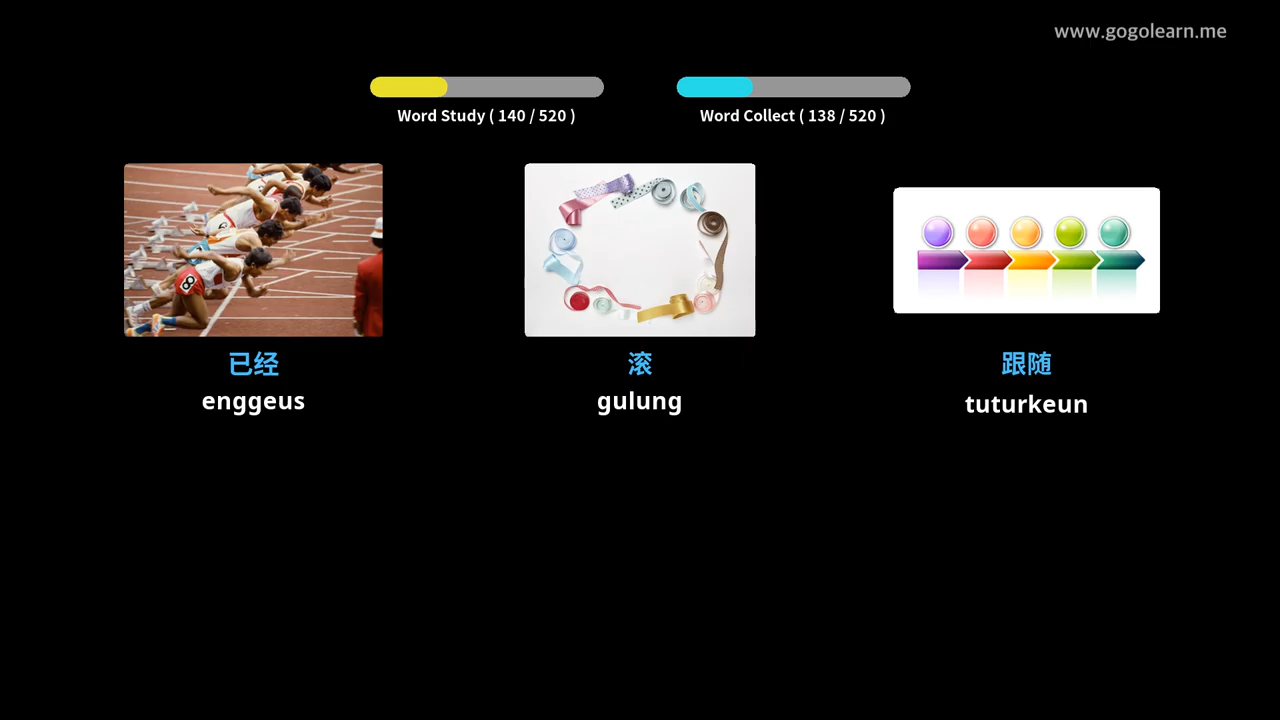 www.gogolearn.me
Word Study ( 140 / 520 )
Word Collect ( 138 / 520 )
已经
enggeus
滚
gulung
跟随
tuturkeun
8